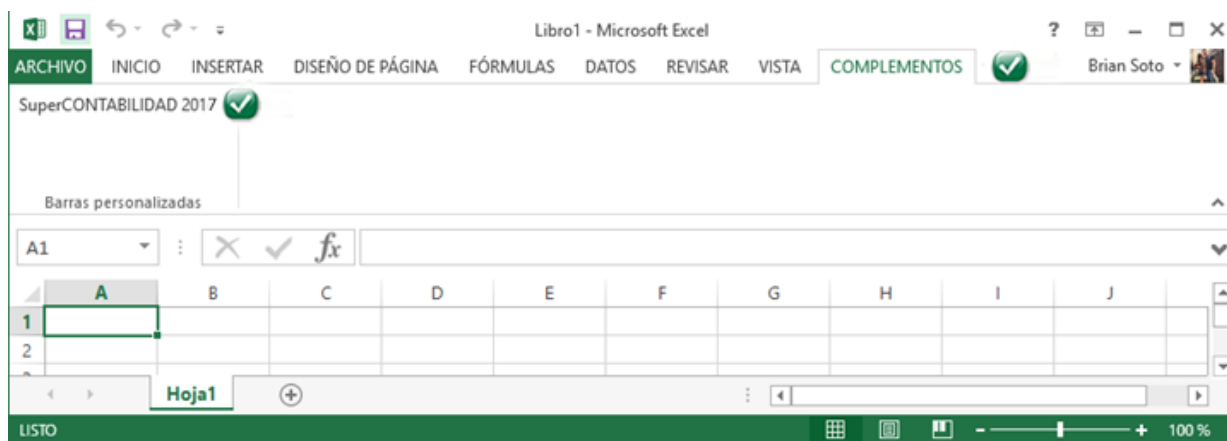 Libro1 - Microsoft Excel ?
ARCHIVO INICIO INSERTAR DISEÑO DE PÁGINA FÓRMULAS DATOS REVISAR VISTA COMPLEMENTOS Brian Soto
SuperCONTABILIDAD 2017
Barras personalizadas
A1 fx
A B C D E F G H I J
1
2
Hoja1
LISTO 100 %